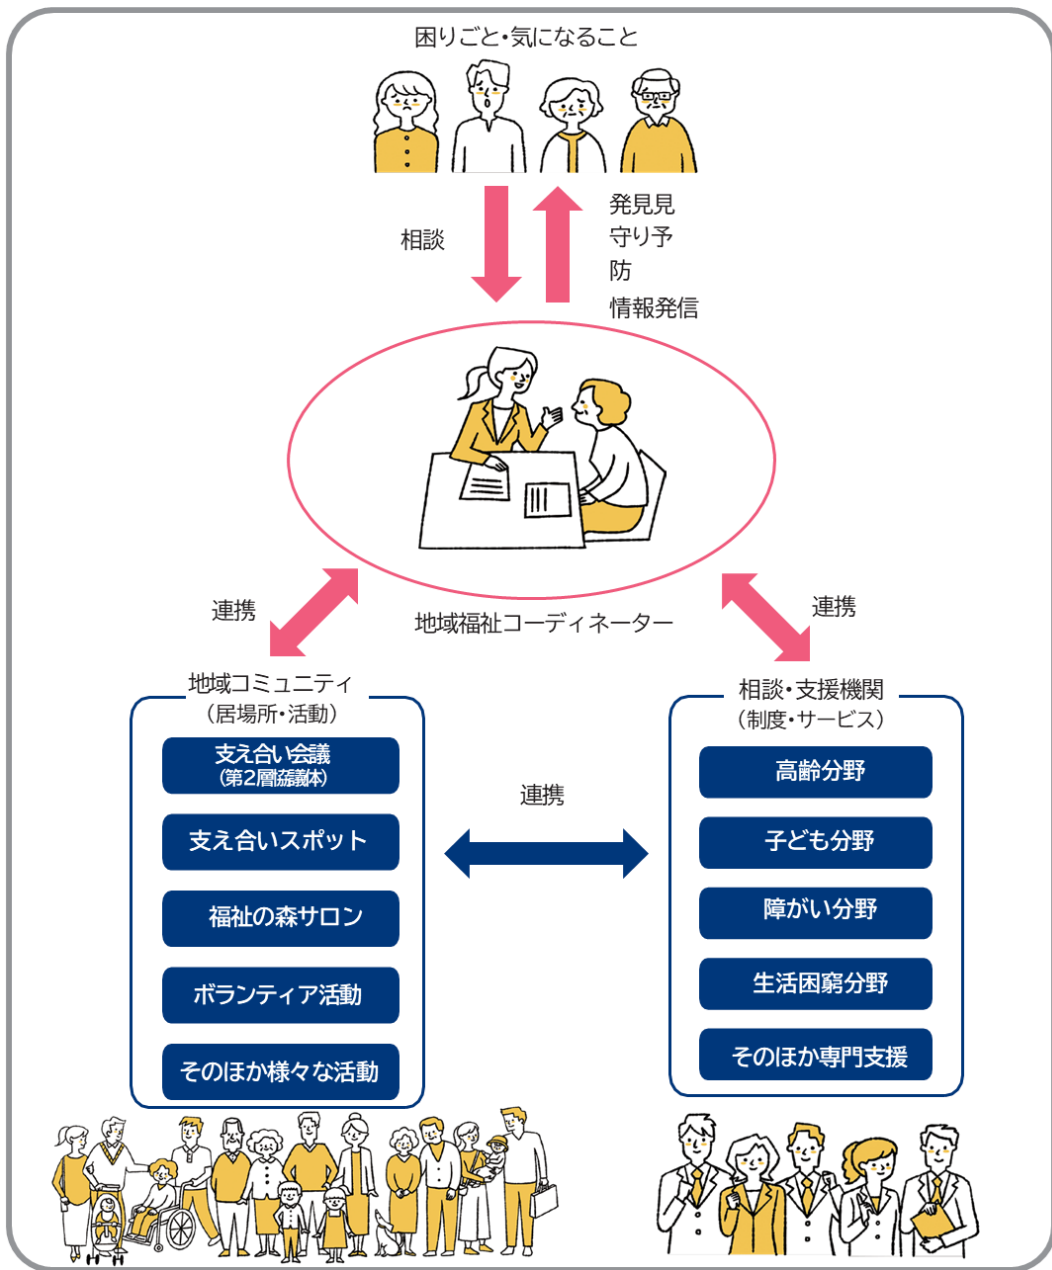 困りごと・気になること
相談
発見見
守り予
防
情報発信
地域福祉コーディネーター
連携
連携
地域コミュニティ
（居場所・活動）
支え合い会議
（第２層協議体）
支え合いスポット
福祉の森サロン
ボランティア活動
そのほか様々な活動
連携
相談・支援機関
（制度・サービス）
高齢分野
子ども分野
障がい分野
生活困窮分野
そのほか専門支援